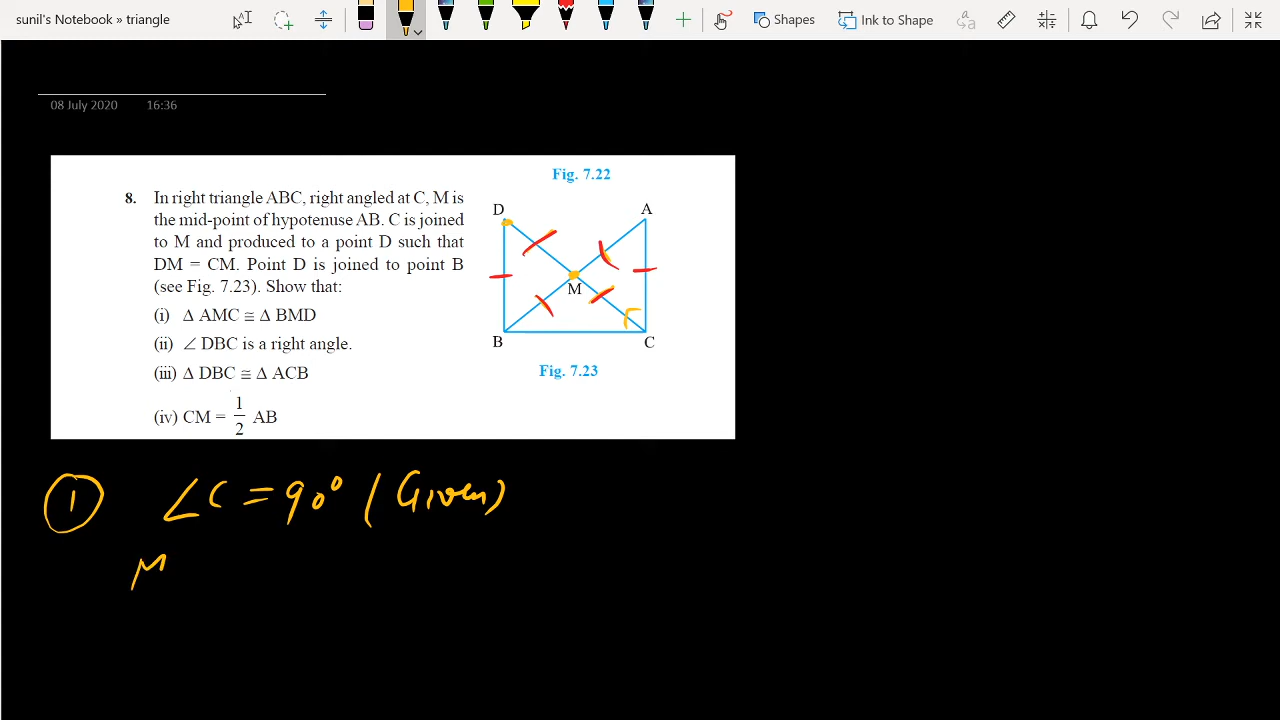 sunil's Notebook » triangle
Shapes
Ink to Shape
08 July 2020 16:36
Fig. 7.22
8. In right triangle ABC, right angled at C, M is
the mid-point of hypotenuse AB. C is joined
to M and produced to a point D such that
DM = CM. Point D is joined to point B
(see Fig. 7.23). Show that:
(i) Δ AMC ≅ Δ BMD
(ii) ∠ DBC is a right angle.
(iii) Δ DBC ≅ Δ ACB
(iv) CM = 1/2 AB
D A
M
B C
Fig. 7.23
① ∠C = 90° (Given)
M